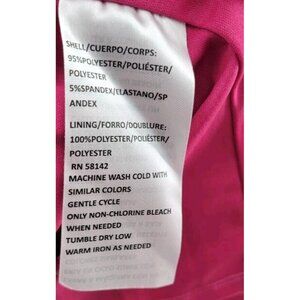 SHELL/CUERPO/CORPS:
95%POLYESTER/POLIÉSTER/
POLYESTER
5%SPANDEX/ELASTANO/SP
ANDEX
LINING/FORRO/DOUBLURE:
100%POLYESTER/POLIÉSTER/
POLYESTER
RN 58142
MACHINE WASH COLD WITH
SIMILAR COLORS
GENTLE CYCLE
ONLY NON-CHLORINE BLEACH
WHEN NEEDED
TUMBLE DRY LOW
WARM IRON AS NEEDED